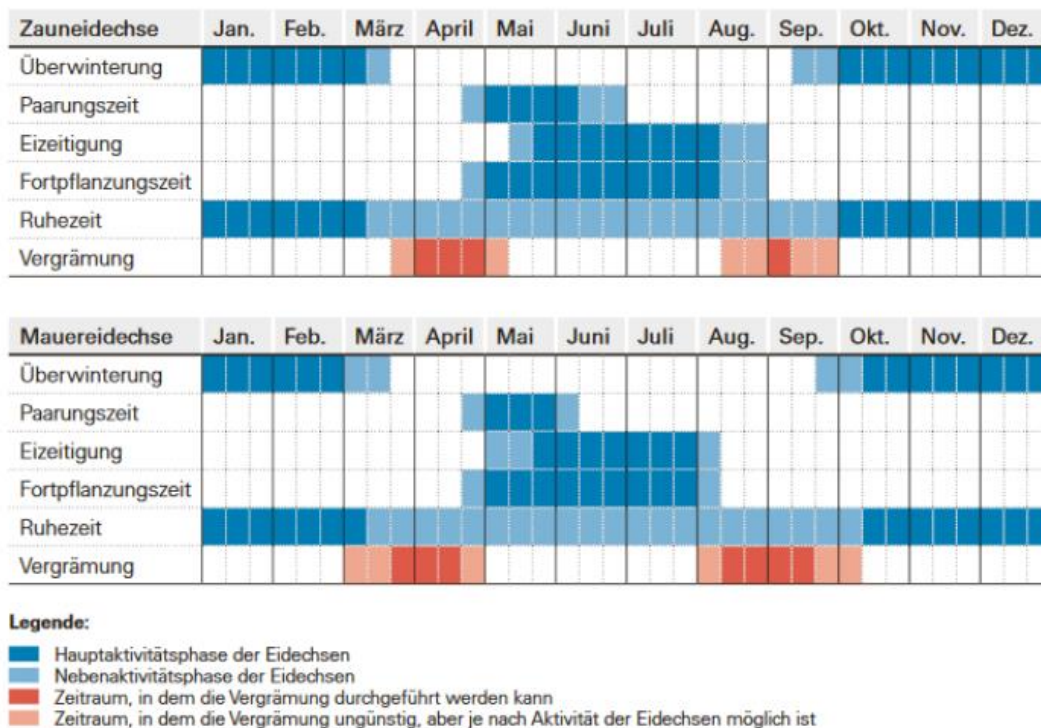 Zauneidechse Jan. Feb. März April Mai Juni Juli Aug. Sep. Okt. Nov. Dez.
Überwinterung
Paarungszeit
Eizeitigung
Fortpflanzungszeit
Ruhezeit
Vergrämung
Mauereidechse Jan. Feb. März April Mai Juni Juli Aug. Sep. Okt. Nov. Dez.
Überwinterung
Paarungszeit
Eizeitigung
Fortpflanzungszeit
Ruhezeit
Vergrämung
Legende:
Hauptaktivitätsphase der Eidechsen
Nebenaktivitätsphase der Eidechsen
Zeitraum, in dem die Vergrämung durchgeführt werden kann
Zeitraum, in dem die Vergrämung ungünstig, aber je nach Aktivität der Eidechsen möglich ist